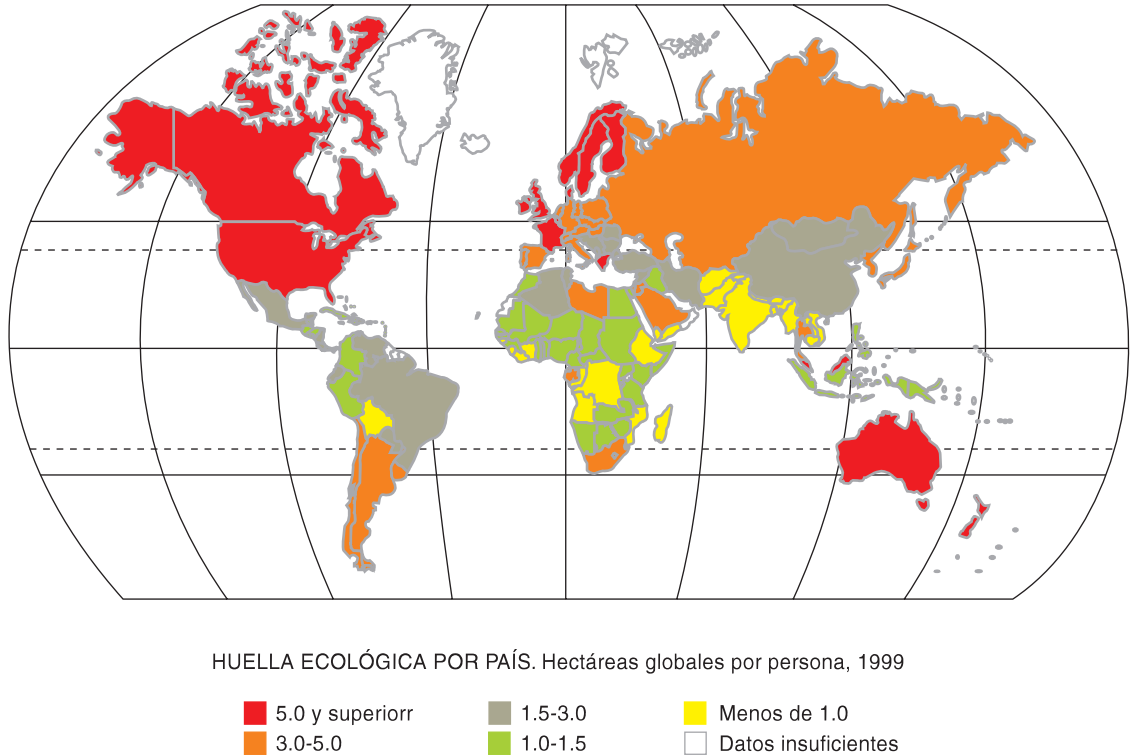 HUELLA ECOLÓGICA POR PAÍS. Hectáreas globales por persona, 1999
5.0 y superiorr
3.0-5.0
1.5-3.0
1.0-1.5
Menos de 1.0
Datos insuficientes